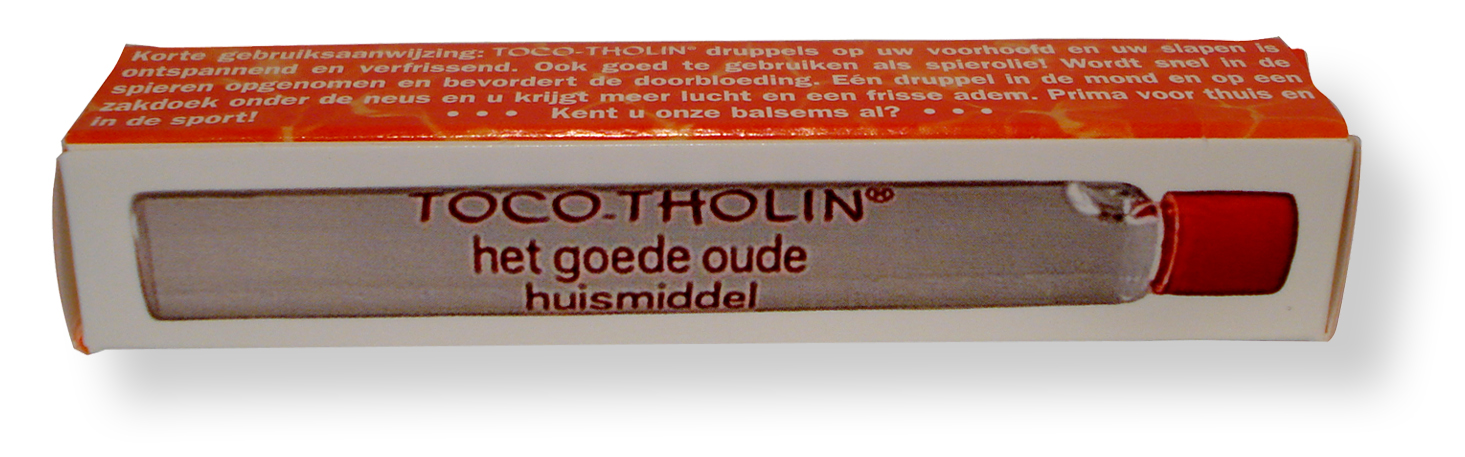 Korte gebruiksaanwijzing: TOCO-THOLIN® druppels op uw voorhoofd en uw slapen is
ontspannend en verfrissend. Ook goed te gebruiken als spierolie! Wordt snel in de
spieren opgenomen en bevordert de doorbloeding. Eén druppel in de mond en op een
zakdoek onder de neus en u krijgt meer lucht en een frisse adem. Prima voor thuis en
in de sport! • • • Kent u onze balsems al? • • •
TOCO-THOLIN®
het goede oude
huismiddel